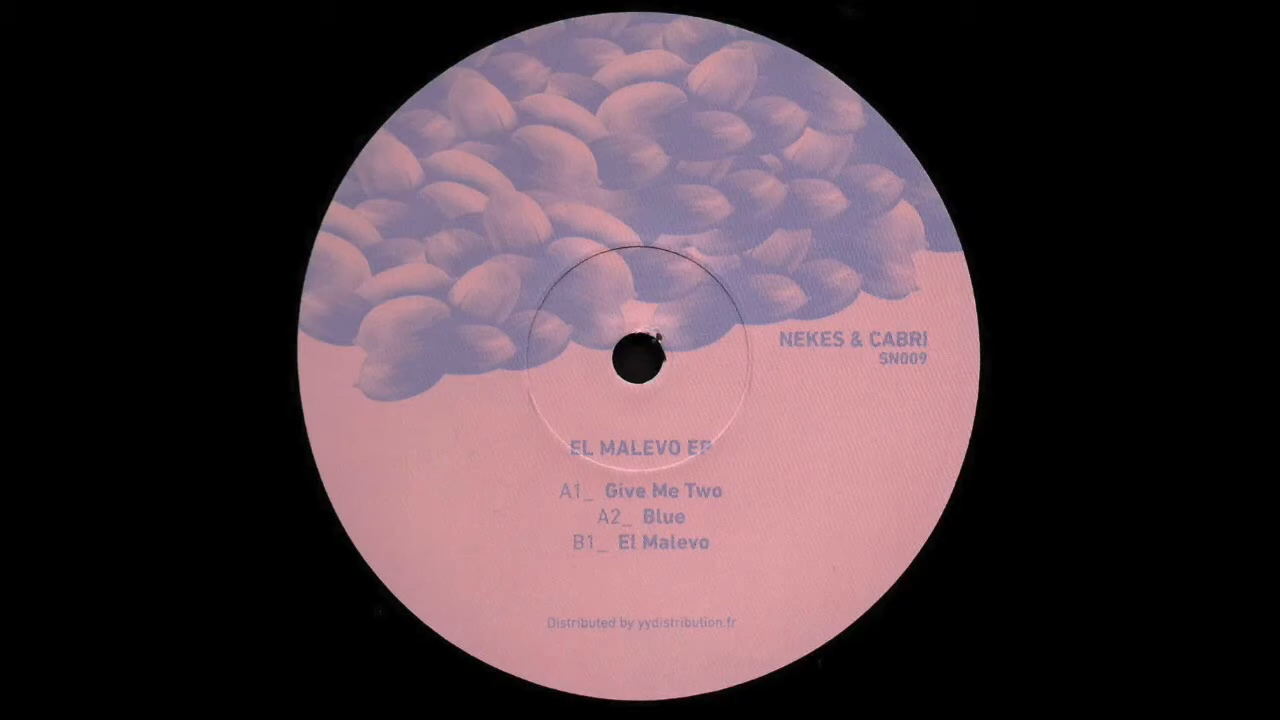 NEKES & CABRI
SN009
EL MALEVO EP
A1_ Give Me Two
A2_ Blue
B1_ El Malevo
Distributed by yydistribution.fr